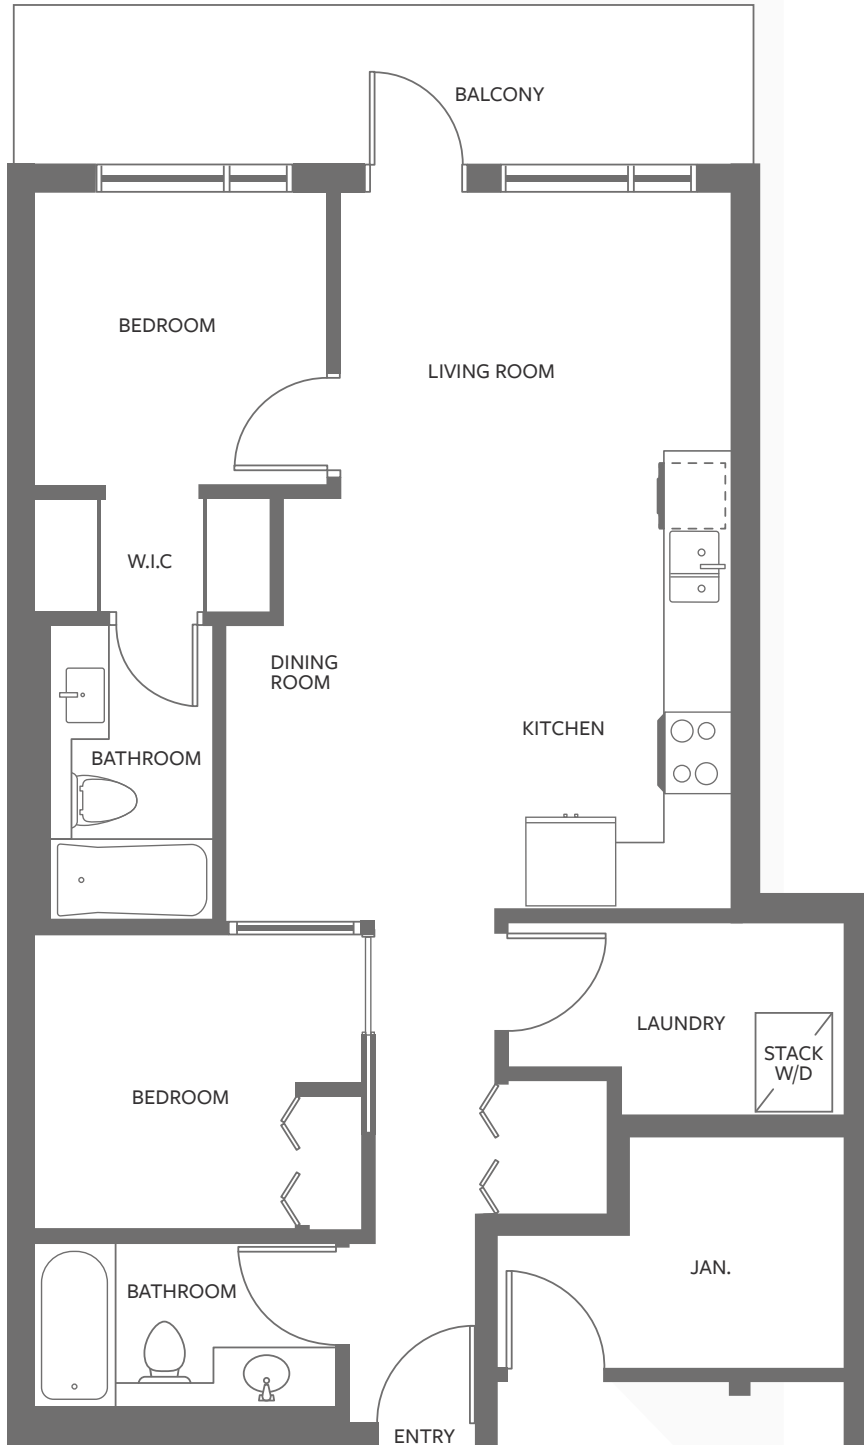 BALCONY
BEDROOM
LIVING ROOM
W.I.C
DINING
ROOM
KITCHEN
BATHROOM
LAUNDRY
STACK
W/D
BEDROOM
JAN.
BATHROOM
ENTRY